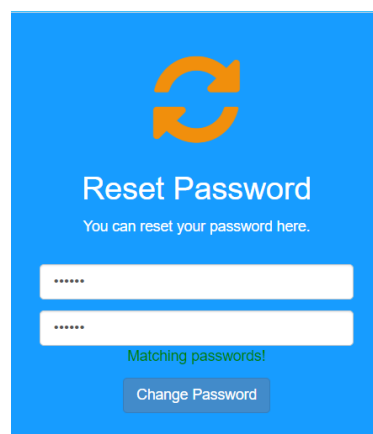 Reset Password
You can reset your password here.
••••••
••••••
Matching passwords!
Change Password